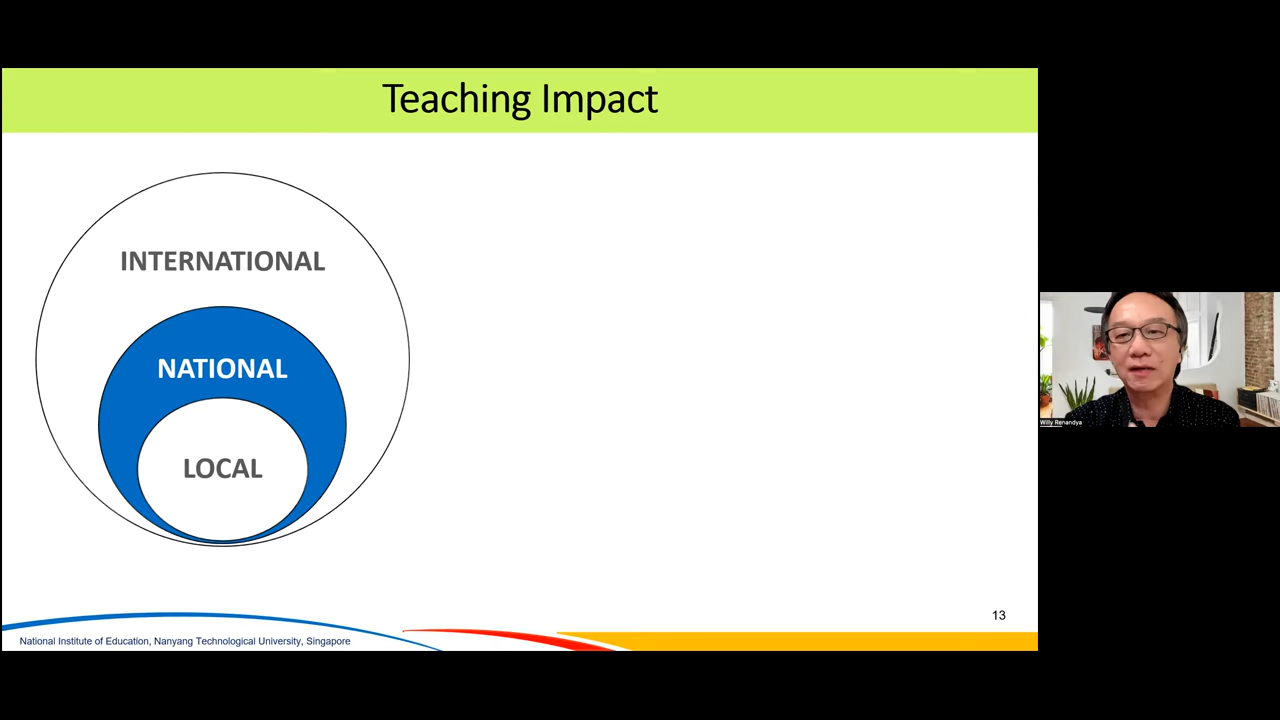 Teaching Impact
INTERNATIONAL
NATIONAL
LOCAL
13
National Institute of Education, Nanyang Technological University, Singapore
Willy Renandya